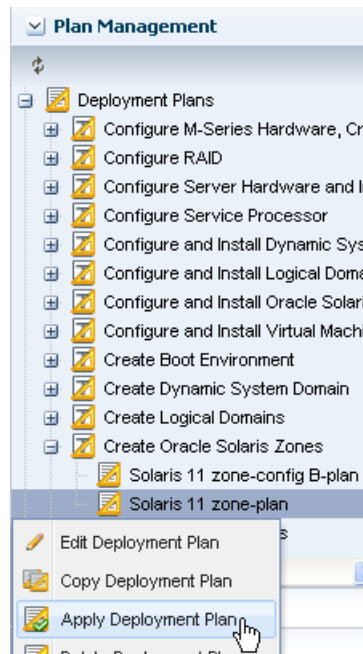 Plan Management
Deployment Plans
Configure M-Series Hardware, Cr
Configure RAID
Configure Server Hardware and I
Configure Service Processor
Configure and Install Dynamic Sys
Configure and Install Logical Doma
Configure and Install Oracle Solari
Configure and Install Virtual Machi
Create Boot Environment
Create Dynamic System Domain
Create Logical Domains
Create Oracle Solaris Zones
Solaris 11 zone-config B-plan
Solaris 11 zone-plan
s
Edit Deployment Plan
Copy Deployment Plan
Apply Deployment Plan